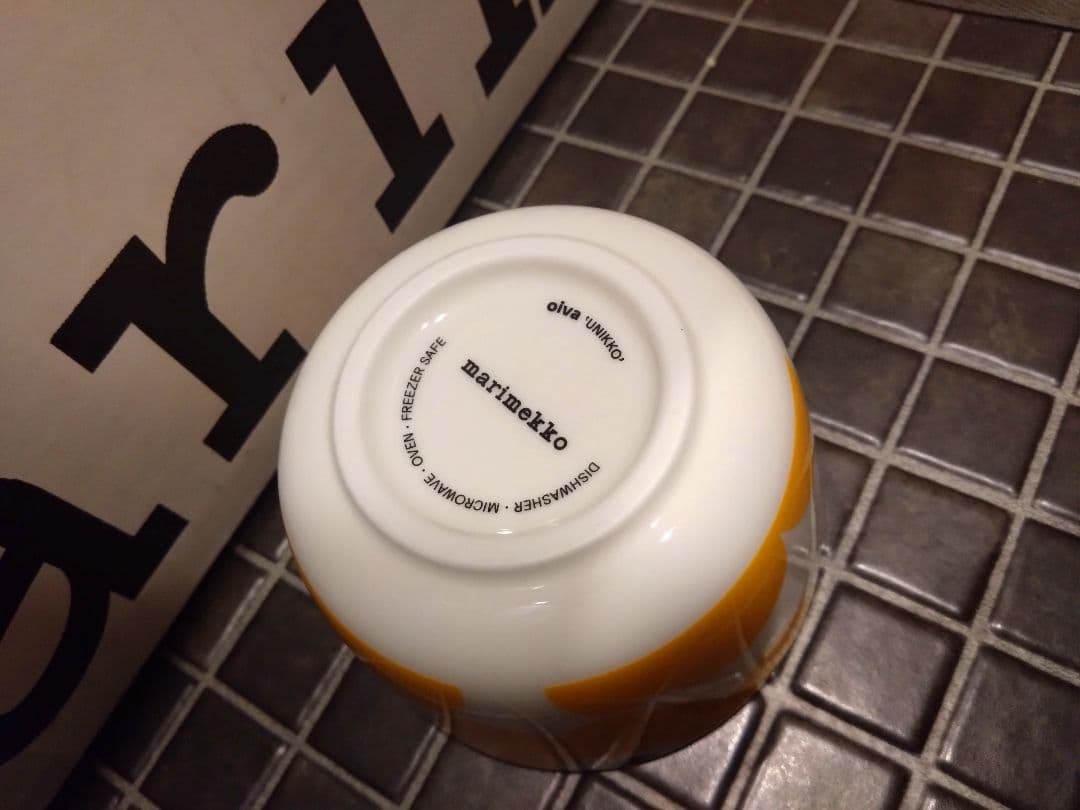 oiva 'UNIKKO'
marimekko
DISHWASHER · MICROWAVE · OVEN · FREEZER SAFE